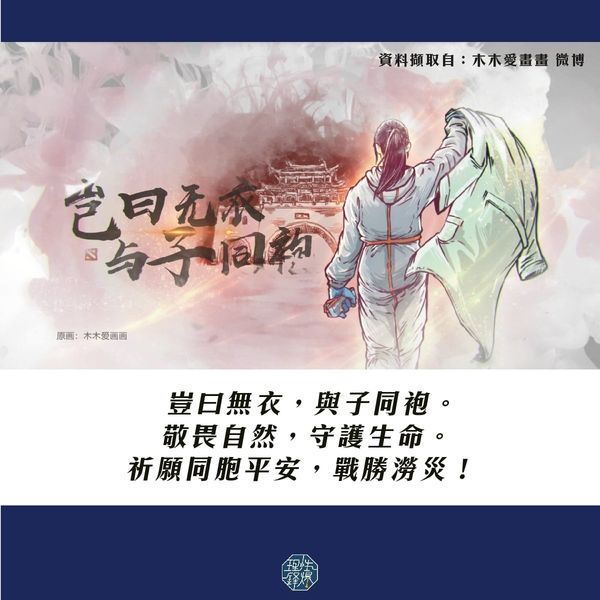 資料擷取自：木木愛畫畫 微博
岂曰无衣
与子同袍
原画：木木爱画画
豈曰無衣，與子同袍。
敬畏自然，守護生命。
祈願同胞平安，戰勝澇災！